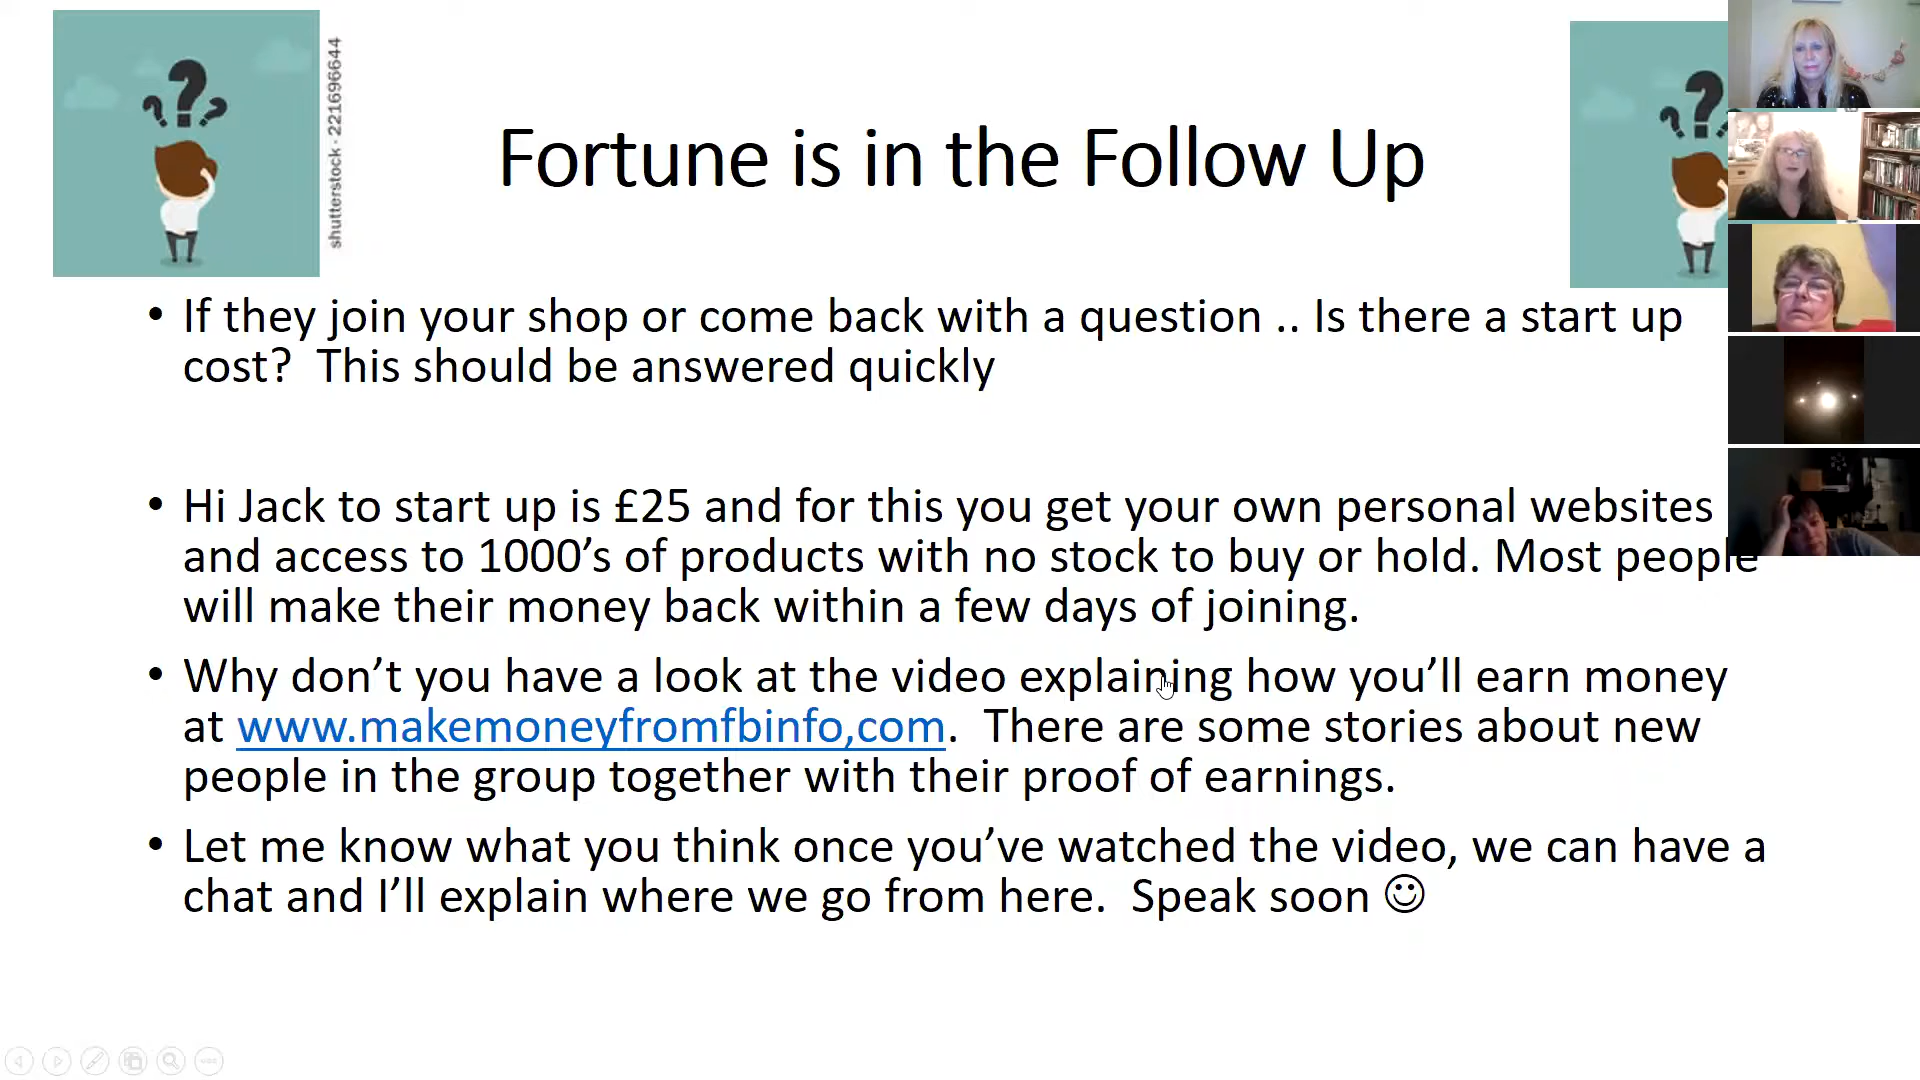 shutterstock · 221696644
Fortune is in the Follow Up
• If they join your shop or come back with a question .. Is there a start up
cost?  This should be answered quickly
• Hi Jack to start up is £25 and for this you get your own personal websites
and access to 1000’s of products with no stock to buy or hold. Most people
will make their money back within a few days of joining.
• Why don’t you have a look at the video explaining how you’ll earn money
at www.makemoneyfromfbinfo,com.  There are some stories about new
people in the group together with their proof of earnings.
• Let me know what you think once you’ve watched the video, we can have a
chat and I’ll explain where we go from here.  Speak soon ☺